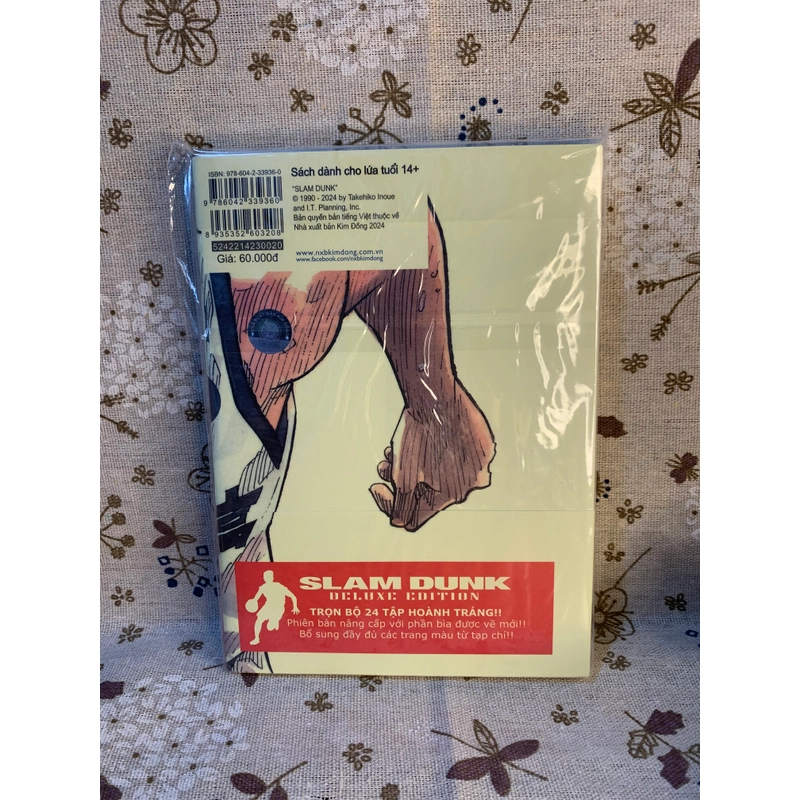 ISBN: 978-604-2-33936-0
9 786042 339360
8 935352 603208
5242214230020
Giá: 60.000đ
Sách dành cho lứa tuổi 14+
"SLAM DUNK"
© 1990 - 2024 by Takehiko Inoue
and I.T. Planning, Inc.
Bản quyền bản tiếng Việt thuộc về
Nhà xuất bản Kim Đồng 2024
www.nxbkimdong.com.vn
www.facebook.com/nxbkimdong
SLAM DUNK
DELUXE EDITION
TRỌN BỘ 24 TẬP HOÀNH TRÁNG!!
Phiên bản nâng cấp với phần bìa được vẽ mới!!
Bổ sung đầy đủ các trang màu từ tạp chí!!